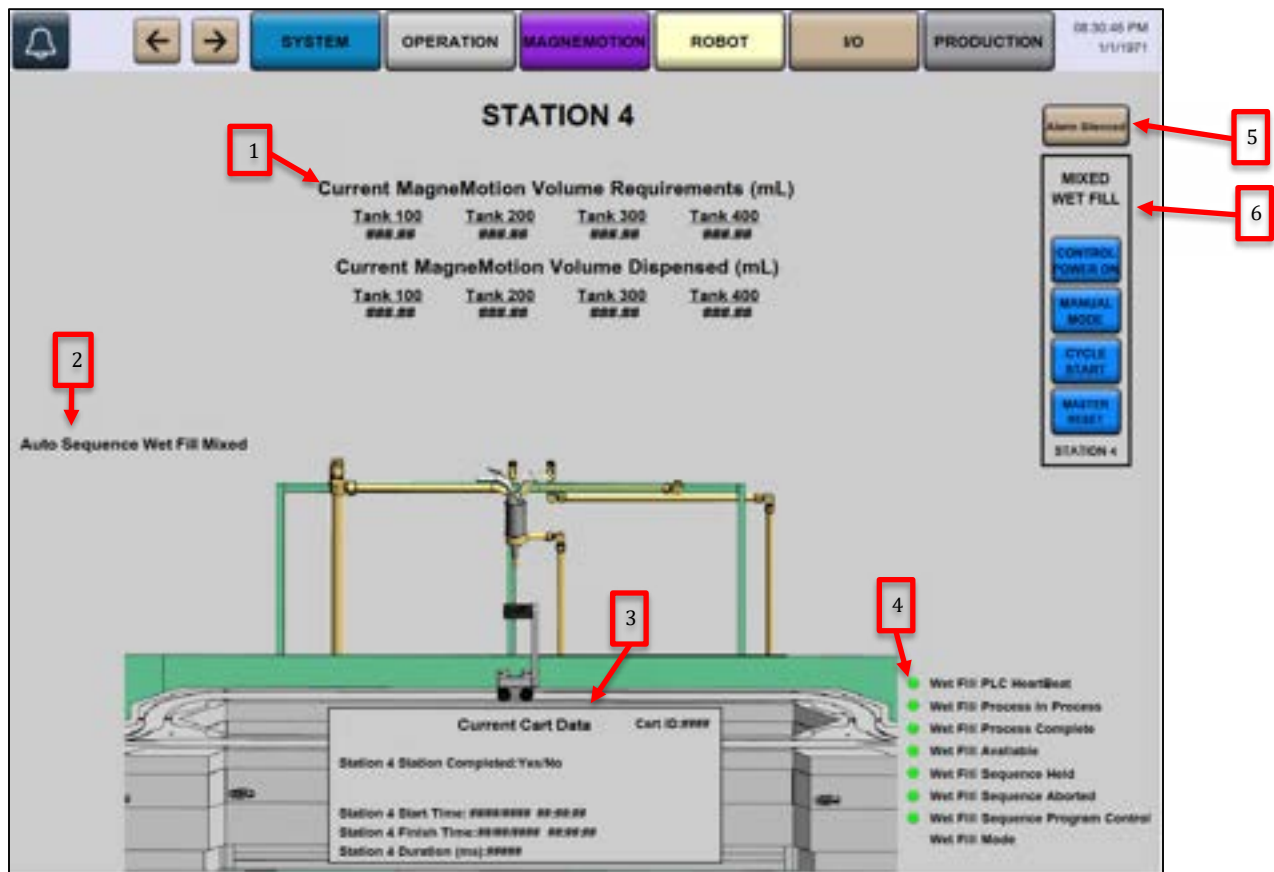 SYSTEM OPERATION MAGNEMOTION ROBOT I/O PRODUCTION 08:30:46 PM
1/1/1971
STATION 4
Alarm Silenced
5
1
Current MagneMotion Volume Requirements (mL)
Tank 100 Tank 200 Tank 300 Tank 400
###.## ###.## ###.## ###.##
Current MagneMotion Volume Dispensed (mL)
Tank 100 Tank 200 Tank 300 Tank 400
###.## ###.## ###.## ###.##
MIXED
WET FILL
6
CONTROL
POWER ON
MANUAL
MODE
CYCLE
START
MASTER
RESET
STATION 4
2
Auto Sequence Wet Fill Mixed
3
4
Current Cart Data Cart ID:####
Station 4 Station Completed:Yes/No
Station 4 Start Time: ##/##/#### ##:##:##
Station 4 Finish Time:##/##/#### ##:##:##
Station 4 Duration (ms):#####
Wet Fill PLC HeartBeat
Wet Fill Process In Process
Wet Fill Process Complete
Wet Fill Available
Wet Fill Sequence Held
Wet Fill Sequence Aborted
Wet Fill Sequence Program Control
Wet Fill Mode